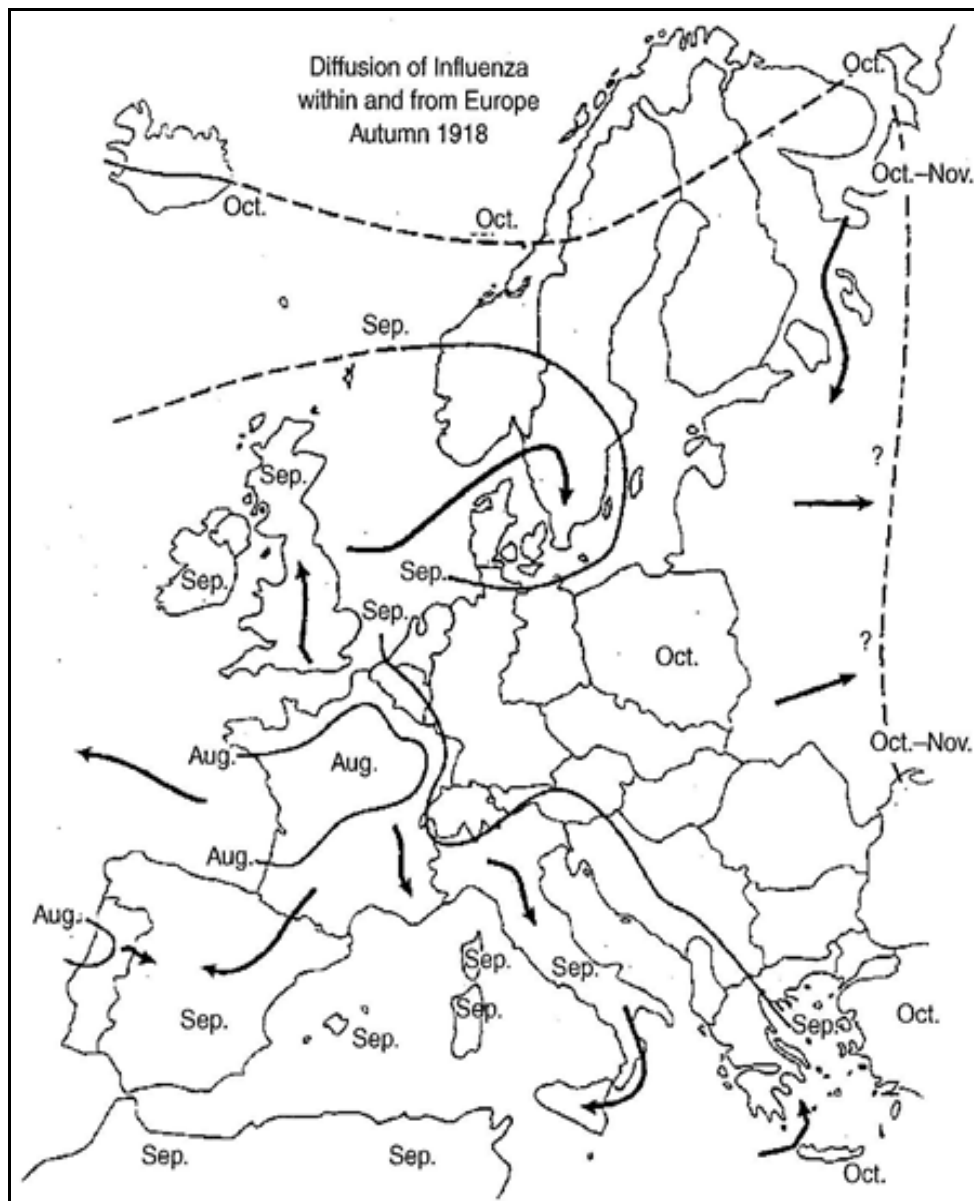 Diffusion of Influenza
within and from Europe
Autumn 1918
Oct.
Oct.–Nov.
Oct.
Oct.
Sep.
?
Sep.
Sep.
Sep.
Sep.
?
Oct.
Oct.–Nov.
Aug.
Aug.
Aug.
Aug.
Sep.
Sep.
Sep.
Sep.
Sep.
Sep.
Oct.
Sep.
Sep.
Oct.